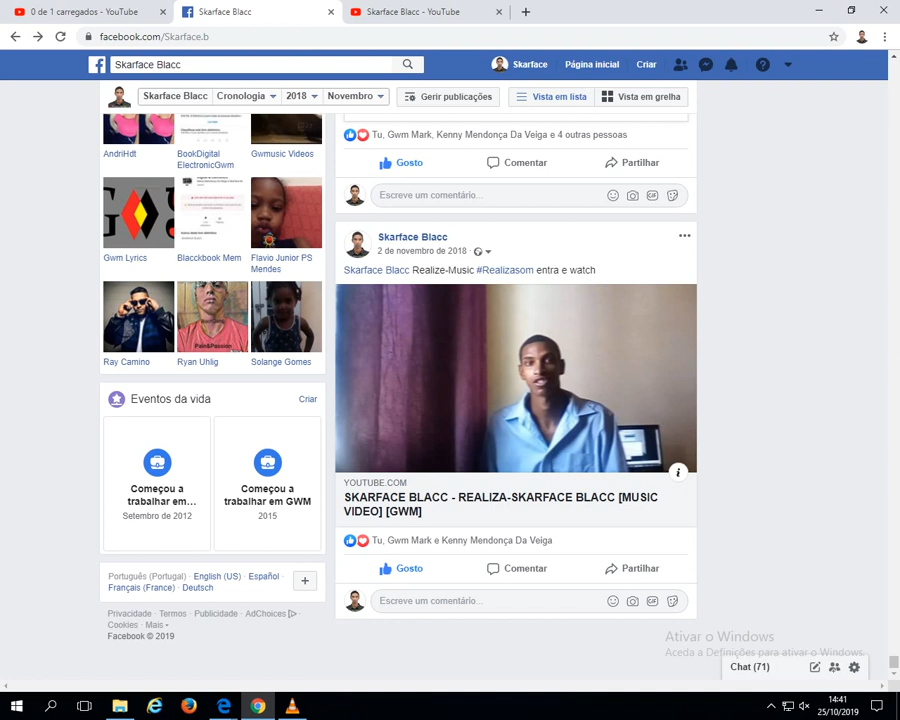 0 de 1 carregados - YouTube
Skarface Blacc
Skarface Blacc - YouTube
facebook.com/Skarface.b
Skarface Blacc
Skarface
Página inicial
Criar
Skarface Blacc
Cronologia
2018
Novembro
Gerir publicações
Vista em lista
Vista em grelha
AndriHdt
BookDigital ElectronicGwm
Gwmusic Videos
Gwm Lyrics
Blacckbook Mem
Flavio Junior PS Mendes
Ray Camino
Ryan Uhlig
Solange Gomes
Eventos da vida
Criar
Começou a trabalhar em...
Setembro de 2012
Começou a trabalhar em GWM
2015
Português (Portugal) · English (US) · Español ·
Français (France) · Deutsch
Privacidade · Termos · Publicidade · AdChoices ·
Cookies · Mais
Facebook © 2019
Tu, Gwm Mark, Kenny Mendonça Da Veiga e 4 outras pessoas
Gosto
Comentar
Partilhar
Escreve um comentário...
Skarface Blacc
2 de novembro de 2018 ·
Skarface Blacc Realize-Music #Realizasom entra e watch
YOUTUBE.COM
SKARFACE BLACC - REALIZA-SKARFACE BLACC [MUSIC
VIDEO] [GWM]
Tu, Gwm Mark e Kenny Mendonça Da Veiga
Gosto
Comentar
Partilhar
Escreve um comentário...
Ativar o Windows
Aceda a Definições para ativar o Windows.
Chat (71)
14:41
25/10/2019